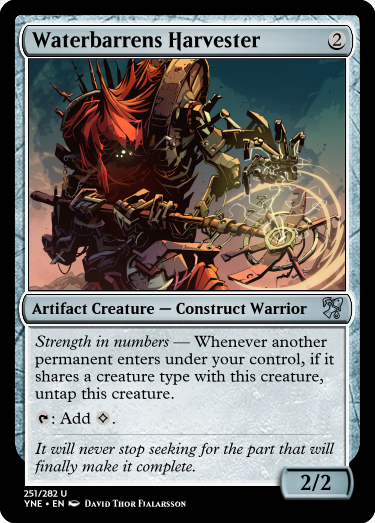 Waterbarrens Harvester 2
Artifact Creature — Construct Warrior
Strength in numbers — Whenever another
permanent enters under your control, if it
shares a creature type with this creature,
untap this creature.
: Add .
It will never stop seeking for the part that will
finally make it complete.
2/2
251/282 U
YNE • EN David Thor Fjalarsson